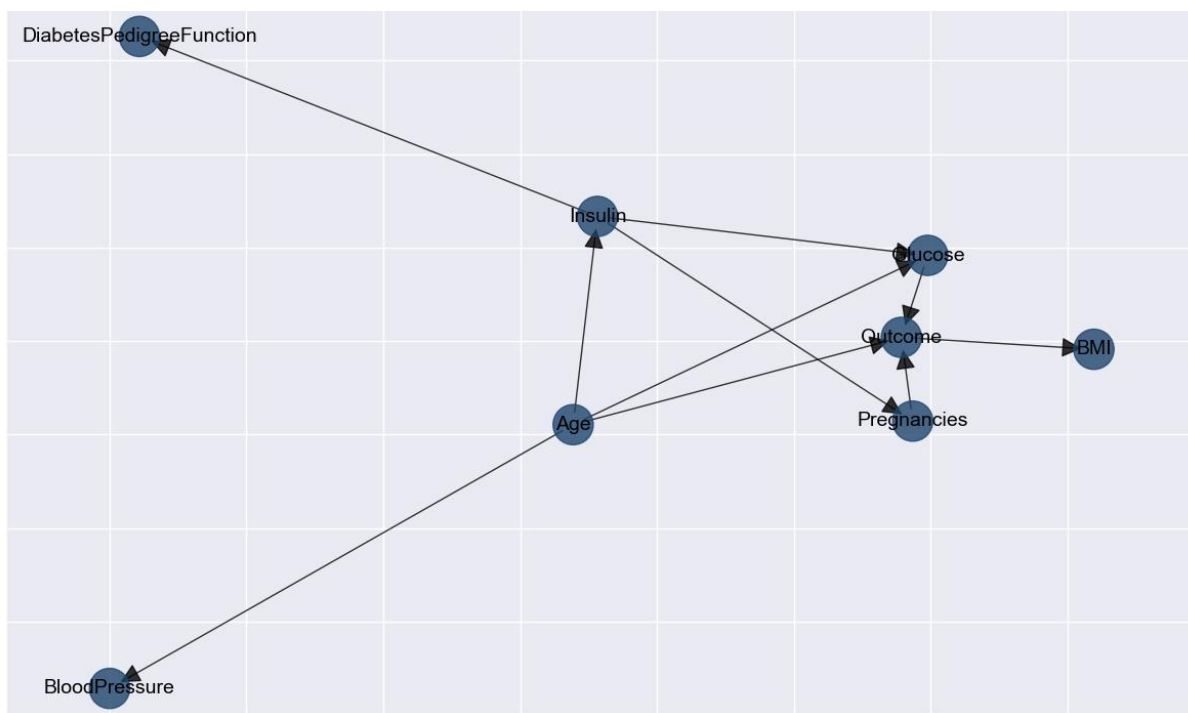 DiabetesPedigreeFunction
Insulin
Glucose
Outcome
BMI
Age
Pregnancies
BloodPressure